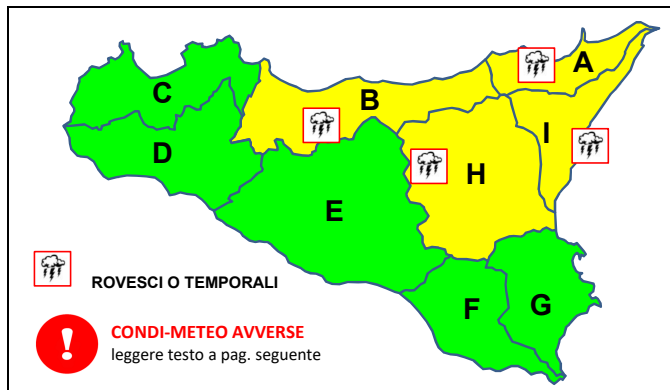 A
B
C
I
D
H
E
ROVESCI O TEMPORALI
F
G
!
CONDI-METEO AVVERSE
leggere testo a pag. seguente